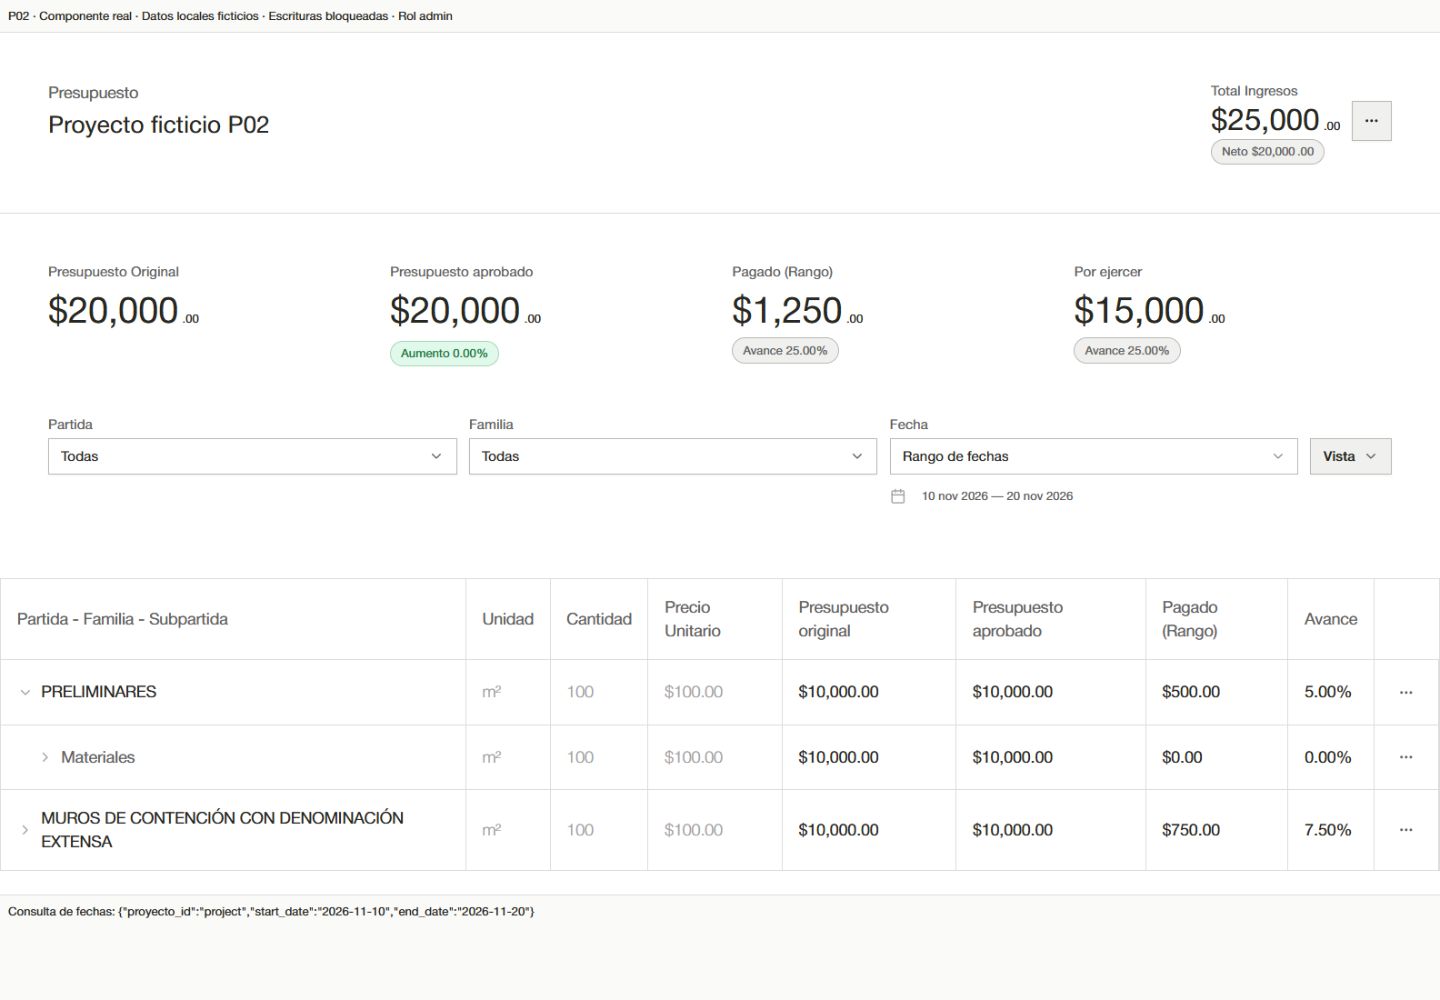 P02 · Componente real · Datos locales ficticios · Escrituras bloqueadas · Rol admin
Presupuesto
Proyecto ficticio P02
Total Ingresos
$25,000 .00
···
Neto $20,000 .00
Presupuesto Original
$20,000 .00
Presupuesto aprobado
$20,000 .00
Aumento 0.00%
Pagado (Rango)
$1,250 .00
Avance 25.00%
Por ejercer
$15,000 .00
Avance 25.00%
Partida
Todas
Familia
Todas
Fecha
Rango de fechas
Vista
10 nov 2026 — 20 nov 2026
Partida - Familia - Subpartida
Unidad
Cantidad
Precio
Unitario
Presupuesto
original
Presupuesto
aprobado
Pagado
(Rango)
Avance
PRELIMINARES m² 100 $100.00 $10,000.00 $10,000.00 $500.00 5.00% ···
Materiales m² 100 $100.00 $10,000.00 $10,000.00 $0.00 0.00% ···
MUROS DE CONTENCIÓN CON DENOMINACIÓN
EXTENSA m² 100 $100.00 $10,000.00 $10,000.00 $750.00 7.50% ···
Consulta de fechas: {"proyecto_id":"project","start_date":"2026-11-10","end_date":"2026-11-20"}